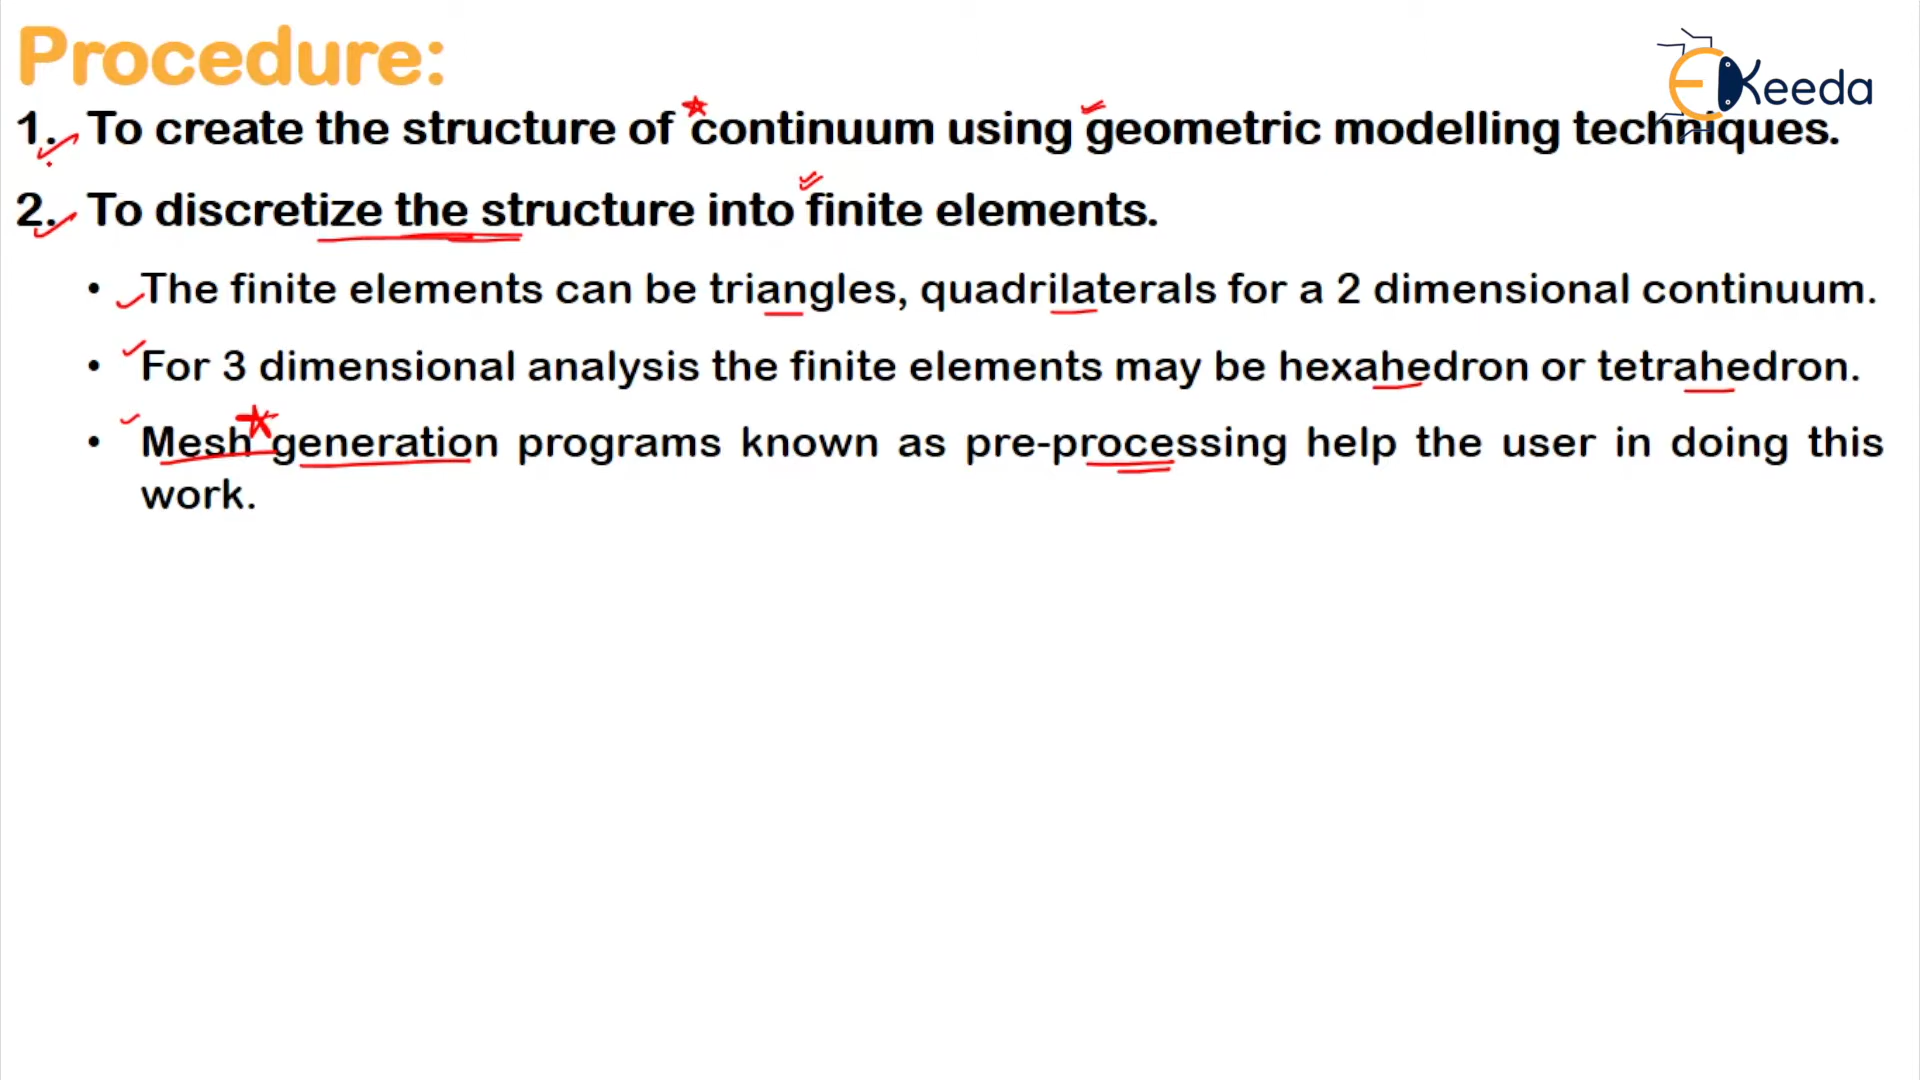 Procedure:
EKeeda
1. To create the structure of continuum using geometric modelling techniques.
2. To discretize the structure into finite elements.
• The finite elements can be triangles, quadrilaterals for a 2 dimensional continuum.
• For 3 dimensional analysis the finite elements may be hexahedron or tetrahedron.
• Mesh generation programs known as pre-processing help the user in doing this
work.